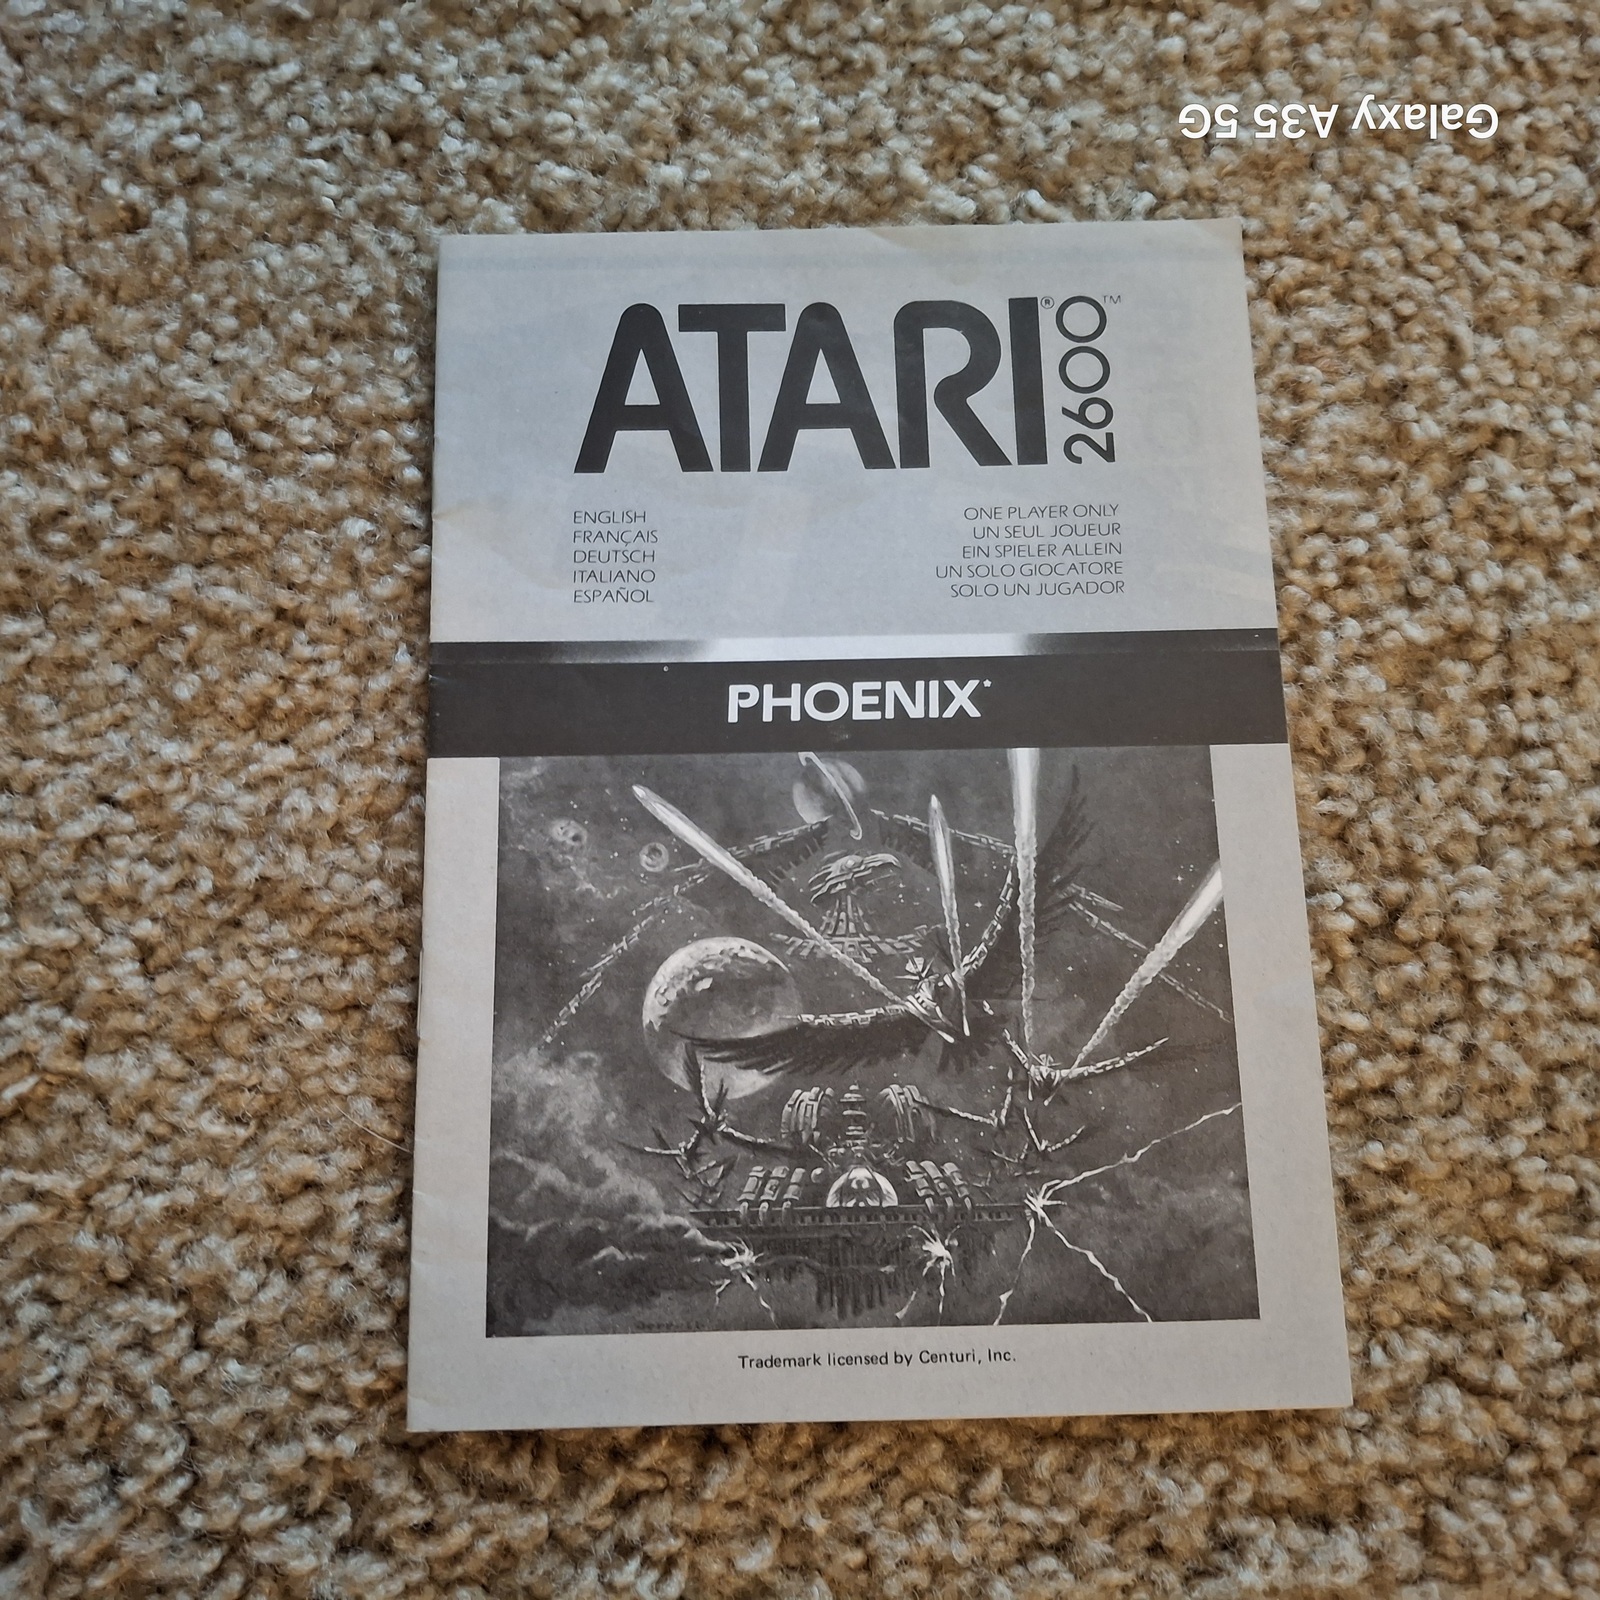 Galaxy A35 5G
ATARI® 2600™
ENGLISH
FRANÇAIS
DEUTSCH
ITALIANO
ESPAÑOL
ONE PLAYER ONLY
UN SEUL JOUEUR
EIN SPIELER ALLEIN
UN SOLO GIOCATORE
SOLO UN JUGADOR
PHOENIX*
Trademark licensed by Centuri, Inc.